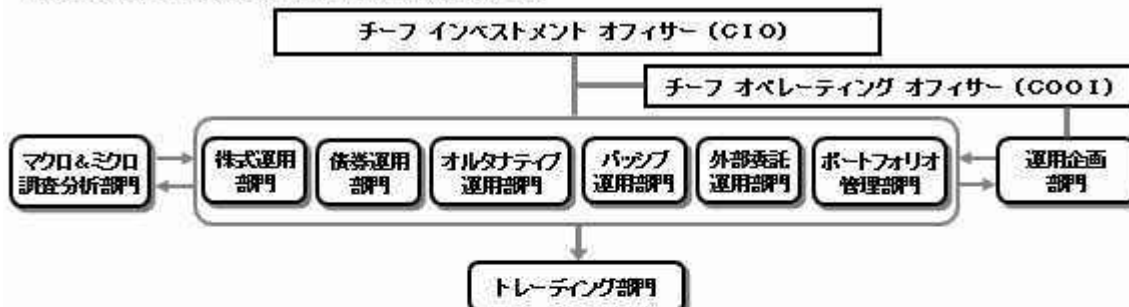 チーフ インベストメント オフィサー（CIO）
チーフ オペレーティング オフィサー（COOI）
マクロ&ミクロ
調査分析部門
株式運用
部門
債券運用
部門
オルタナティブ
運用部門
パッシブ
運用部門
外部委託
運用部門
ポートフォリオ
管理部門
運用企画
部門
トレーディング部門